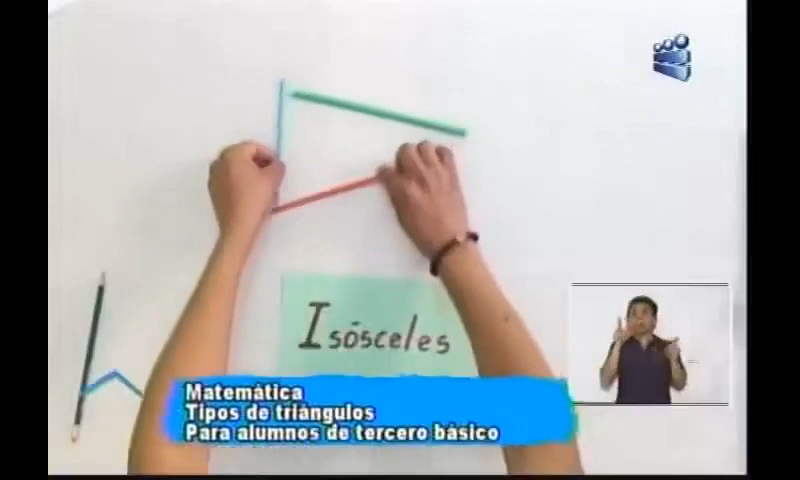 Isósceles
Matemática
Tipos de triángulos
Para alumnos de tercero básico